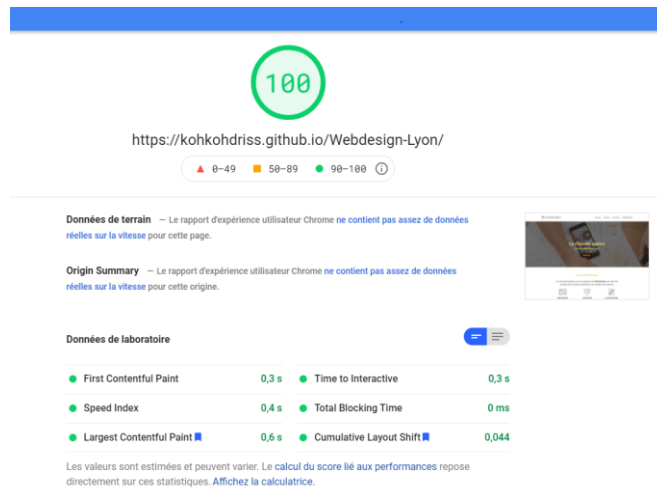 100
https://kohkohdriss.github.io/Webdesign-Lyon/
0–49 50–89 90–100
Données de terrain — Le rapport d'expérience utilisateur Chrome ne contient pas assez de données
réelles sur la vitesse pour cette page.
Origin Summary — Le rapport d'expérience utilisateur Chrome ne contient pas assez de données
réelles sur la vitesse pour cette origine.
Données de laboratoire
First Contentful Paint 0,3 s Time to Interactive 0,3 s
Speed Index 0,4 s Total Blocking Time 0 ms
Largest Contentful Paint 0,6 s Cumulative Layout Shift 0,044
Les valeurs sont estimées et peuvent varier. Le calcul du score lié aux performances repose
directement sur ces statistiques. Affichez la calculatrice.